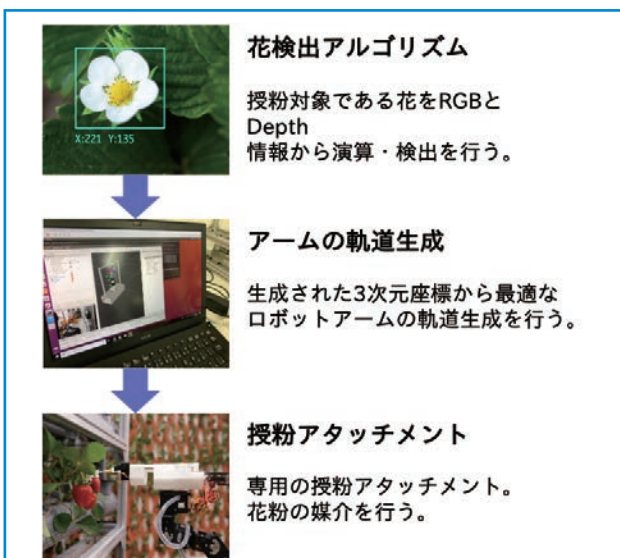 花検出アルゴリズム
授粉対象である花をRGBと
Depth
情報から演算・検出を行う。
X:221 Y:135
アームの軌道生成
生成された3次元座標から最適な
ロボットアームの軌道生成を行う。
授粉アタッチメント
専用の授粉アタッチメント。
花粉の媒介を行う。